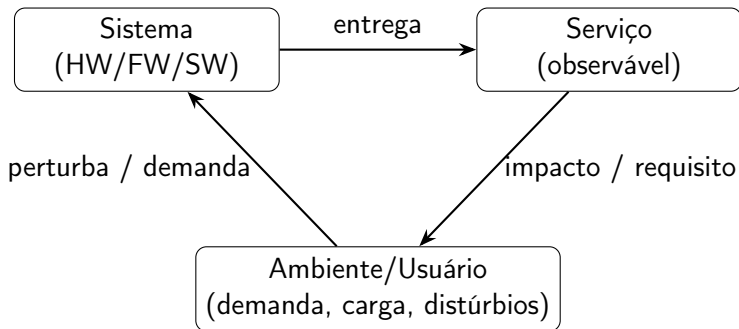 Sistema
(HW/FW/SW)
entrega
Serviço
(observável)
perturba / demanda
impacto / requisito
Ambiente/Usuário
(demanda, carga, distúrbios)